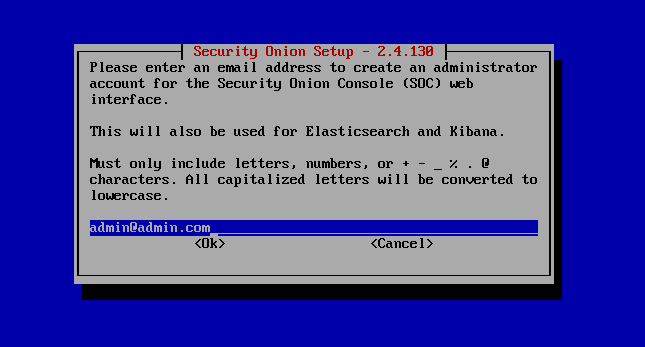 Security Onion Setup - 2.4.130
Please enter an email address to create an administrator
account for the Security Onion Console (SOC) web
interface.
This will also be used for Elasticsearch and Kibana.
Must only include letters, numbers, or + - _ % . @
characters. All capitalized letters will be converted to
lowercase.
admin@admin.com
<Ok> <Cancel>